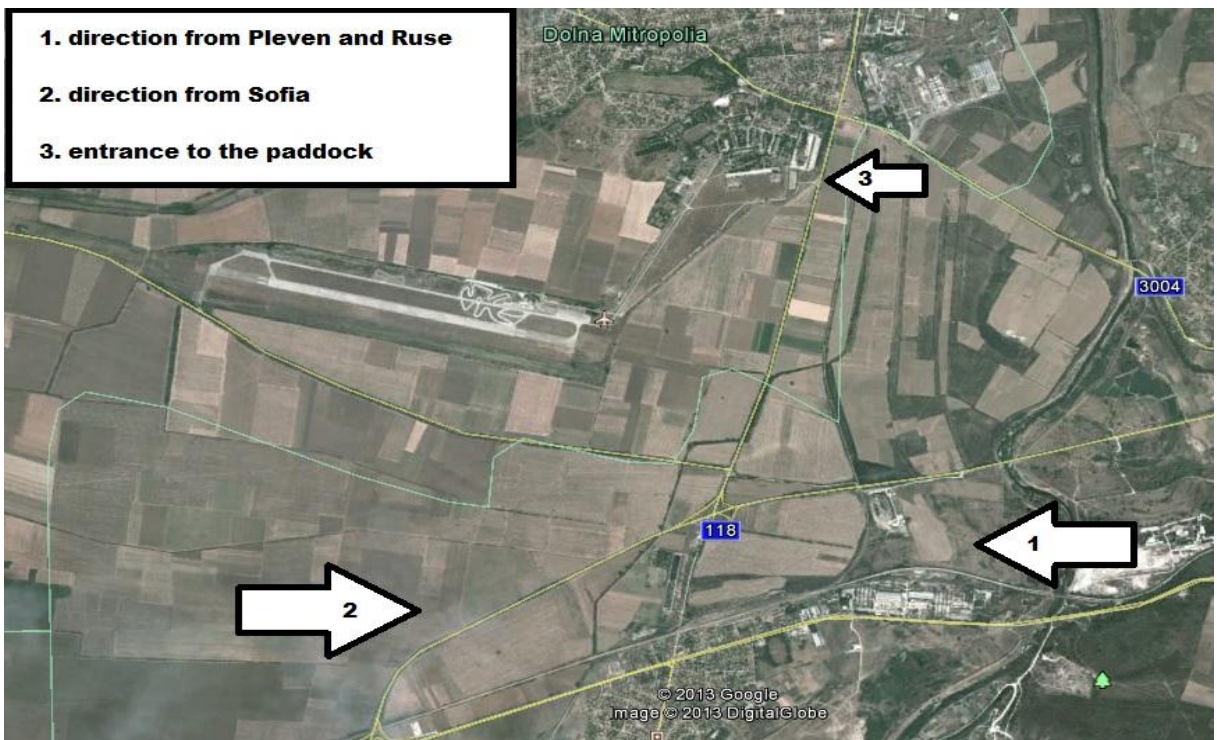 1. direction from Pleven and Ruse
2. direction from Sofia
3. entrance to the paddock
Dolna Mitropolia
3
3004
118
1
2
© 2013 Google
Image © 2013 DigitalGlobe